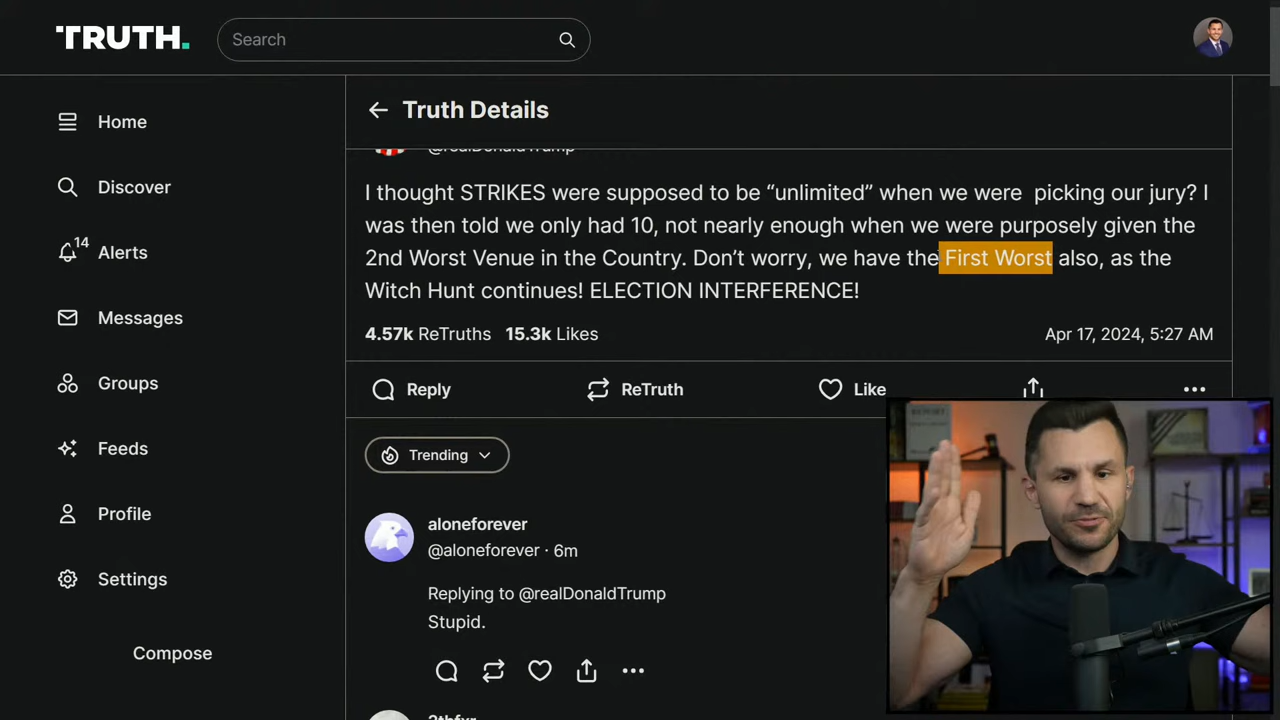 TRUTH.
Search
Truth Details
@realDonaldTrump
Home
Discover
14
Alerts
Messages
Groups
Feeds
Profile
Settings
Compose
I thought STRIKES were supposed to be “unlimited” when we were picking our jury? I
was then told we only had 10, not nearly enough when we were purposely given the
2nd Worst Venue in the Country. Don’t worry, we have the First Worst also, as the
Witch Hunt continues! ELECTION INTERFERENCE!
4.57k ReTruths 15.3k Likes Apr 17, 2024, 5:27 AM
Reply ReTruth Like
Trending
aloneforever
@aloneforever · 6m
Replying to @realDonaldTrump
Stupid.